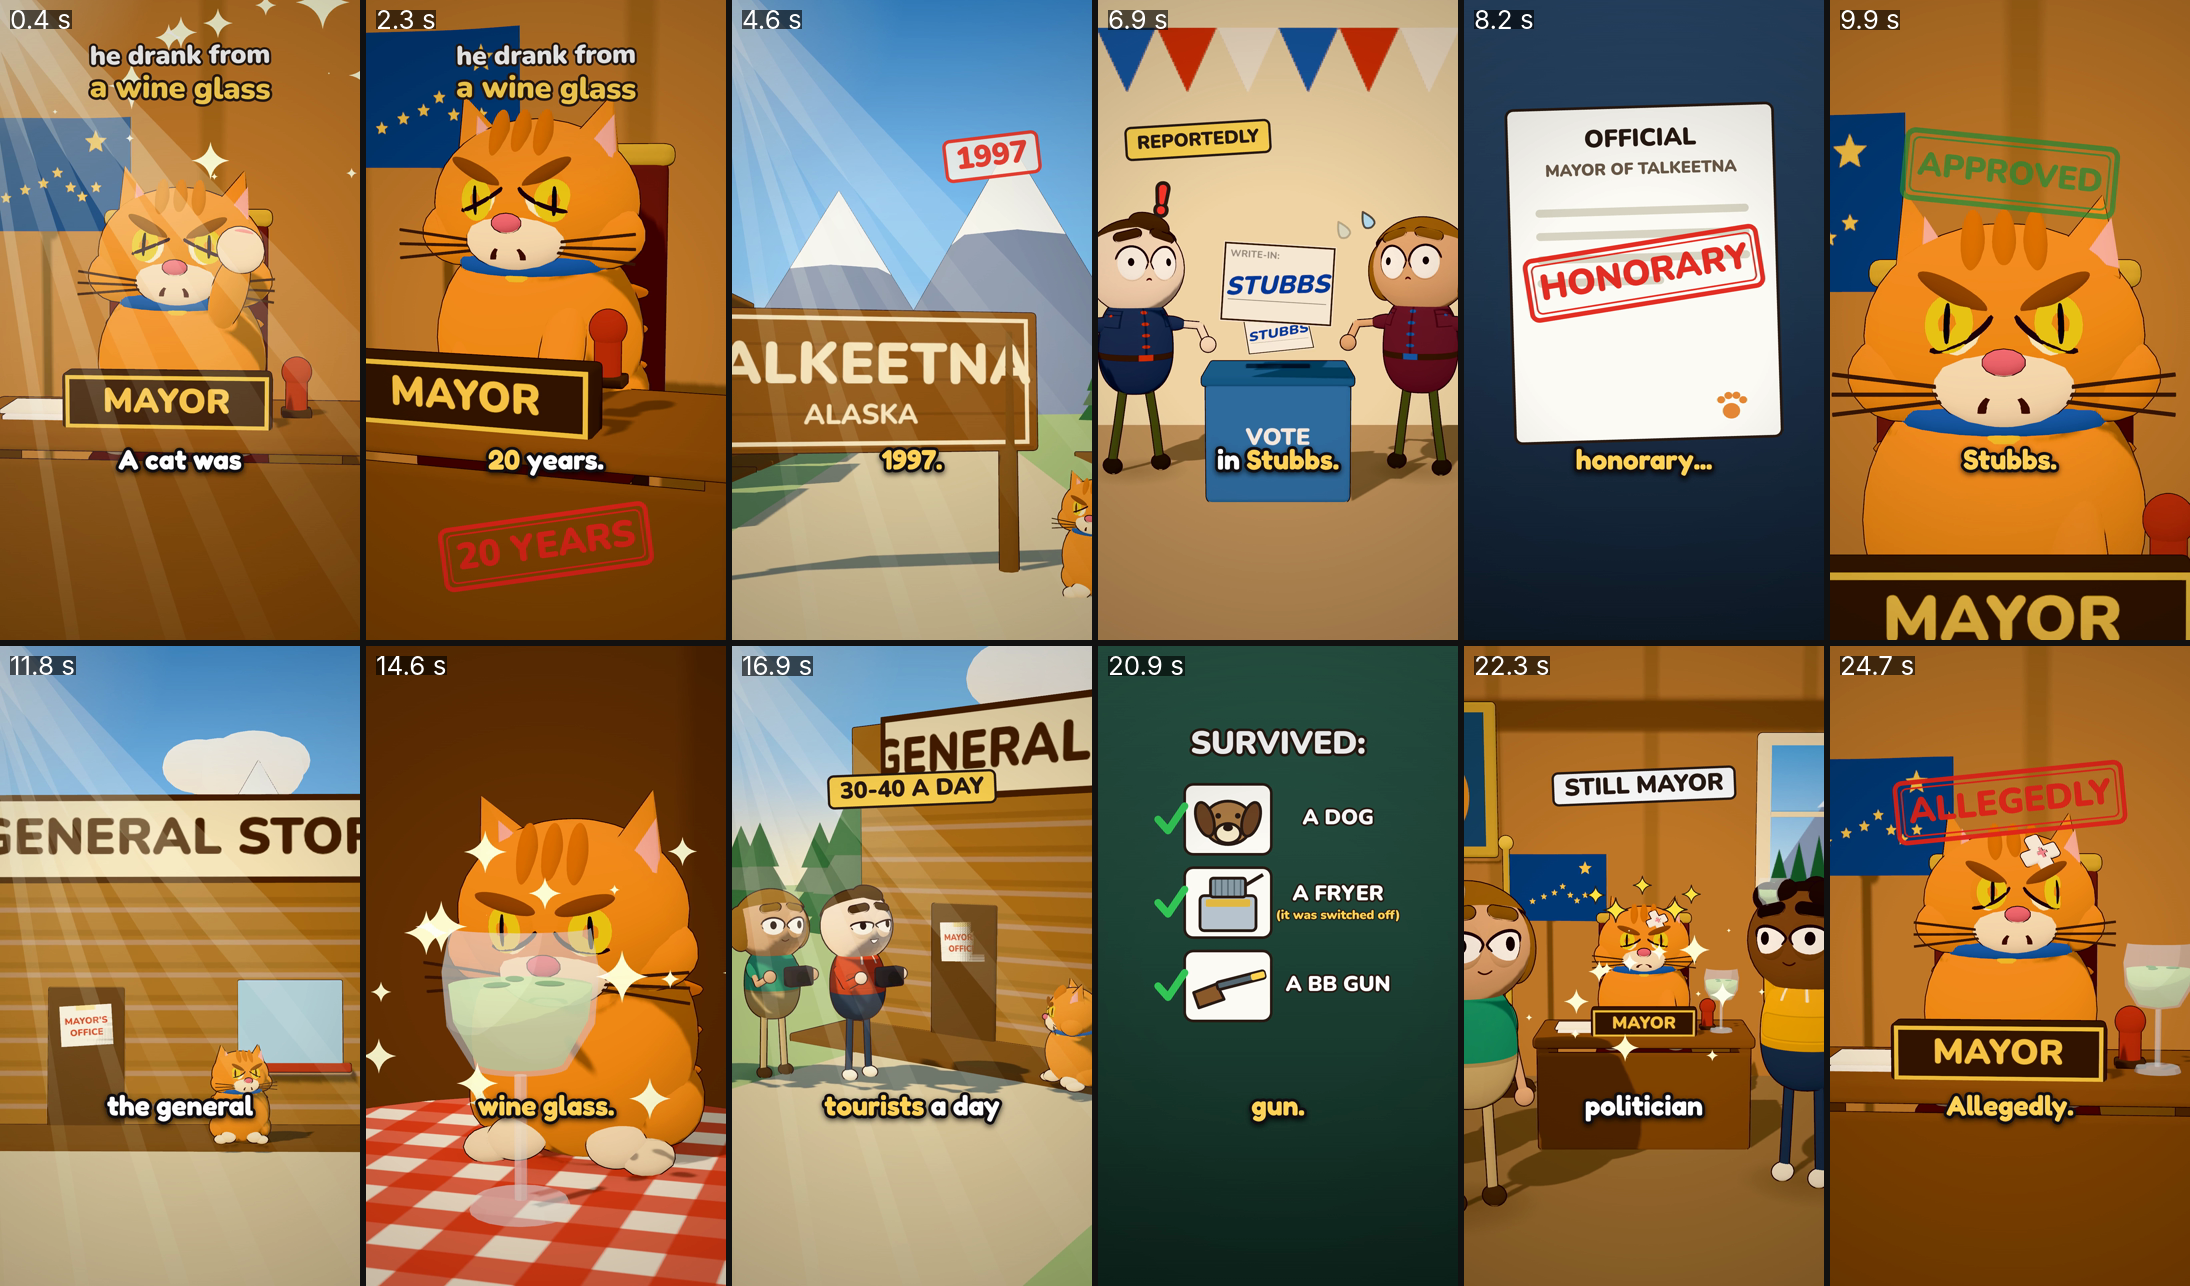 0.4 s
he drank from
a wine glass
MAYOR
A cat was
2.3 s
he drank from
a wine glass
MAYOR
20 years.
20 YEARS
4.6 s
1997
ALKEETNA
ALASKA
1997.
6.9 s
REPORTEDLY
WRITE-IN:
STUBBS
STUBBS
VOTE
in Stubbs.
8.2 s
OFFICIAL
MAYOR OF TALKEETNA
HONORARY
honorary...
9.9 s
APPROVED
Stubbs.
MAYOR
11.8 s
GENERAL STOR
MAYOR'S
OFFICE
the general
14.6 s
wine glass.
16.9 s
GENERAL
30-40 A DAY
MAYOR
OFFIC
tourists a day
20.9 s
SURVIVED:
A DOG
A FRYER
(it was switched off)
A BB GUN
gun.
22.3 s
STILL MAYOR
MAYOR
politician
24.7 s
ALLEGEDLY
MAYOR
Allegedly.